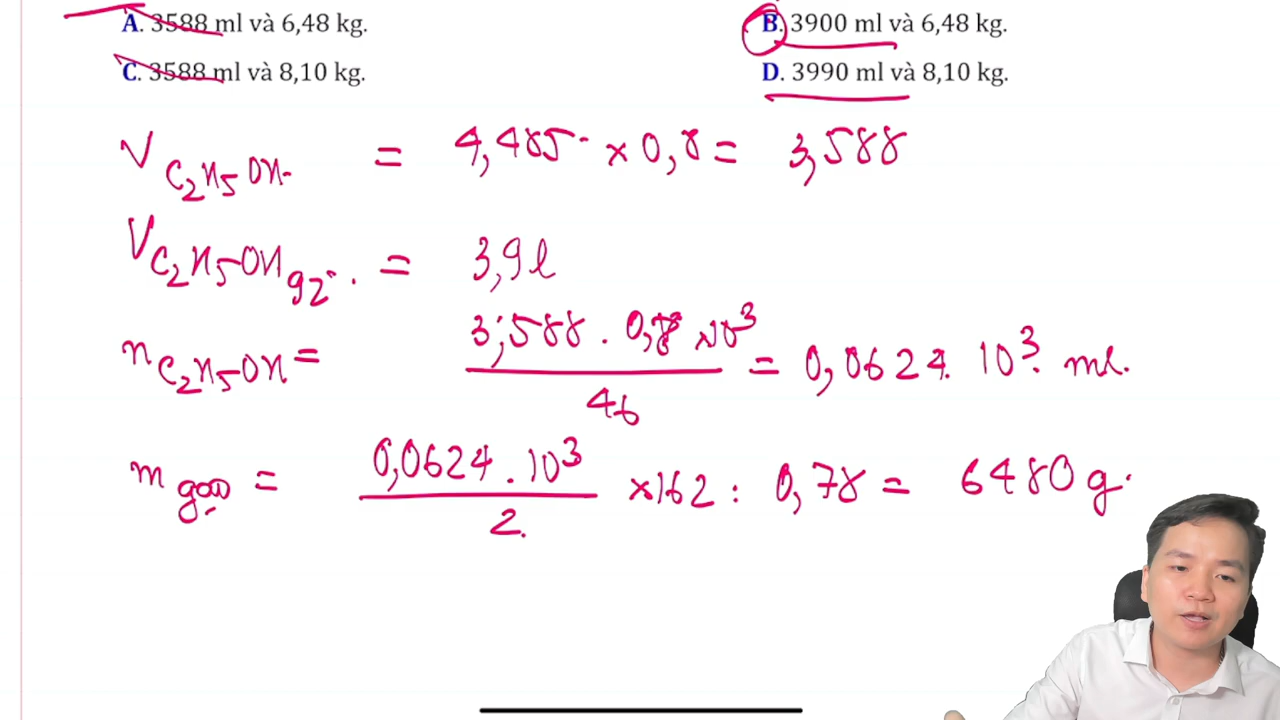 A. 3588 ml và 6,48 kg. B. 3900 ml và 6,48 kg.
C. 3588 ml và 8,10 kg. D. 3990 ml và 8,10 kg.
V C₂H₅OH = 4,485 × 0,8 = 3,588
V C₂H₅OH 92° = 3,9 l
n C₂H₅OH = (3,588 . 0,8 × 10³) / 46 = 0,0624 . 10³ ml.
m gạo = (0,0624 . 10³) / 2 × 162 : 0,78 = 6480 g.